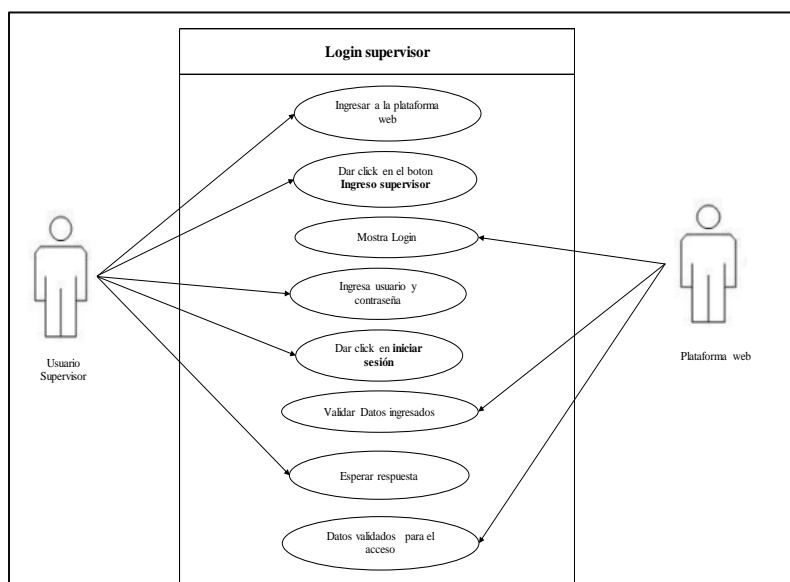 Login supervisor
Ingresar a la plataforma
web
Dar click en el boton
Ingreso supervisor
Mostra Login
Ingresa usuario y
contraseña
Dar click en iniciar
sesión
Validar Datos ingresados
Esperar respuesta
Datos validados para el
acceso
Usuario
Supervisor
Plataforma web